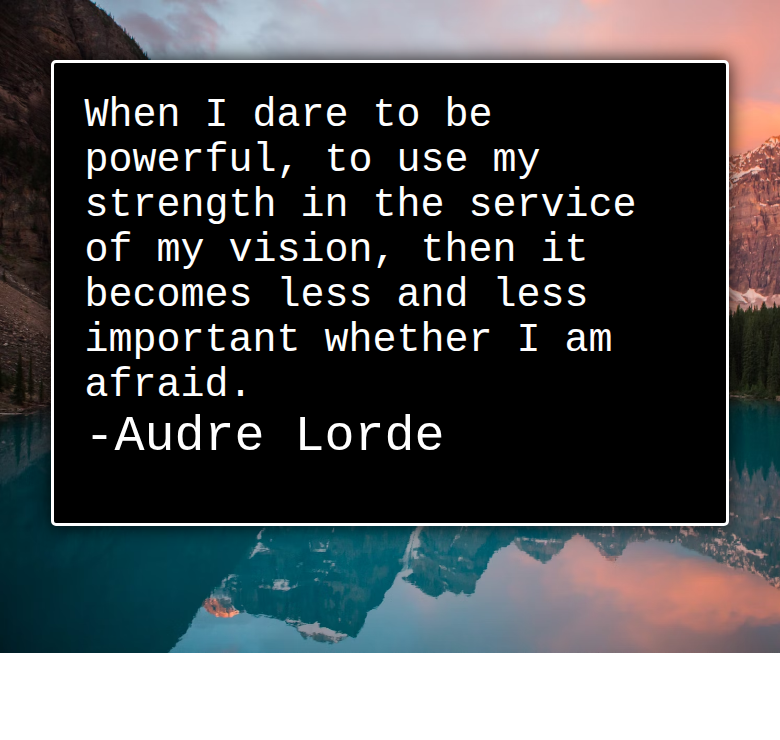 When I dare to be
powerful, to use my
strength in the service
of my vision, then it
becomes less and less
important whether I am
afraid.
-Audre Lorde